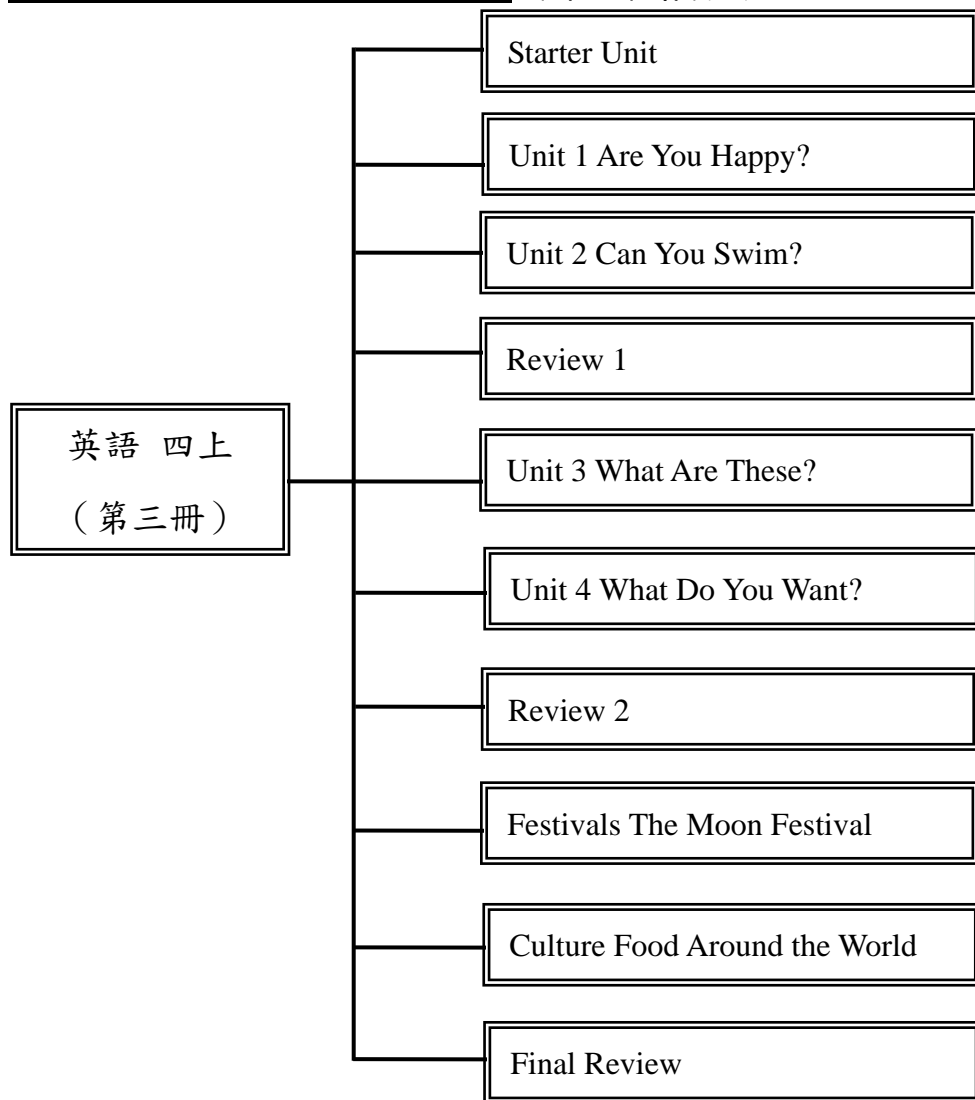 Starter Unit
Unit 1 Are You Happy?
Unit 2 Can You Swim?
Review 1
英語 四上
（第三冊）
Unit 3 What Are These?
Unit 4 What Do You Want?
Review 2
Festivals The Moon Festival
Culture Food Around the World
Final Review